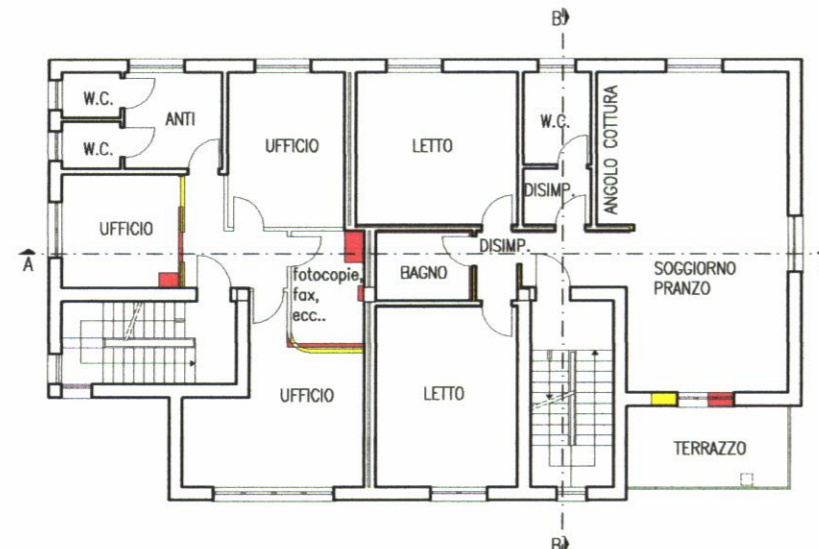 B
W.C.
ANTI
W.C.
UFFICIO
LETTO
W.C.
ANGOLO COTTURA
DISIMP.
UFFICIO
A
fotocopie,
fax,
ecc..
BAGNO
DISIMP.
SOGGIORNO
PRANZO
UFFICIO
LETTO
TERRAZZO
B